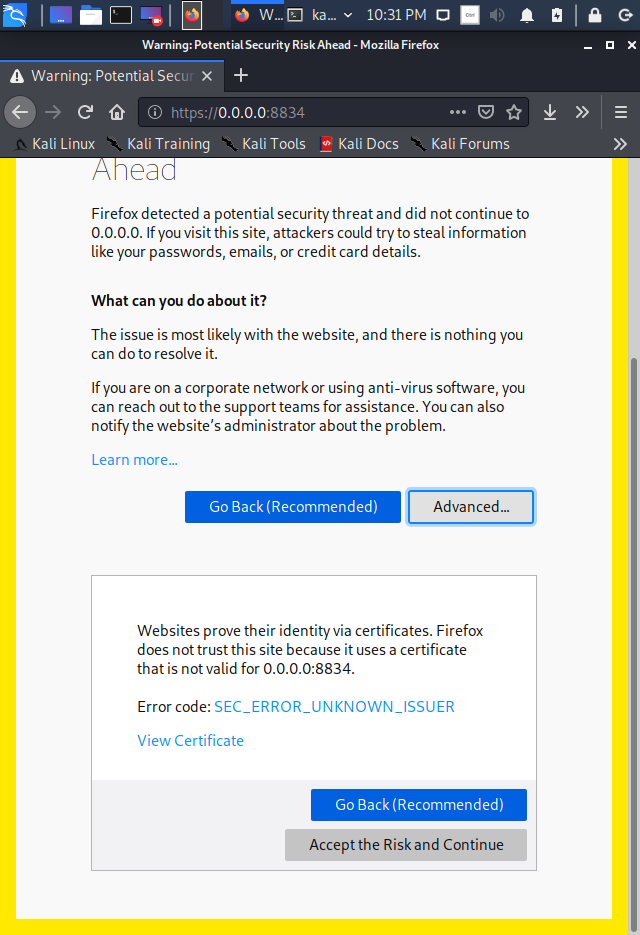 W...
ka...
10:31 PM
Ctrl
Warning: Potential Security Risk Ahead - Mozilla Firefox
Warning: Potential Secur
https://0.0.0.0:8834
Kali Linux
Kali Training
Kali Tools
Kali Docs
Kali Forums
Ahead
Firefox detected a potential security threat and did not continue to
0.0.0.0. If you visit this site, attackers could try to steal information
like your passwords, emails, or credit card details.
What can you do about it?
The issue is most likely with the website, and there is nothing you
can do to resolve it.
If you are on a corporate network or using anti-virus software, you
can reach out to the support teams for assistance. You can also
notify the website’s administrator about the problem.
Learn more...
Go Back (Recommended)
Advanced...
Websites prove their identity via certificates. Firefox
does not trust this site because it uses a certificate
that is not valid for 0.0.0.0:8834.
Error code: SEC_ERROR_UNKNOWN_ISSUER
View Certificate
Go Back (Recommended)
Accept the Risk and Continue